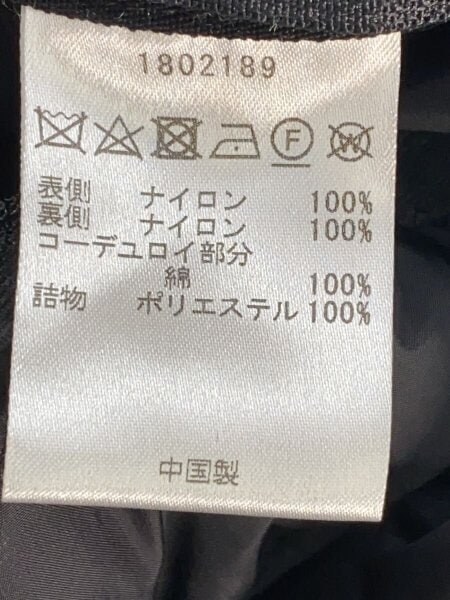 1802189
F W
表側 ナイロン 100%
裏側 ナイロン 100%
コーデュロイ部分
綿 100%
詰物 ポリエステル 100%
中国製